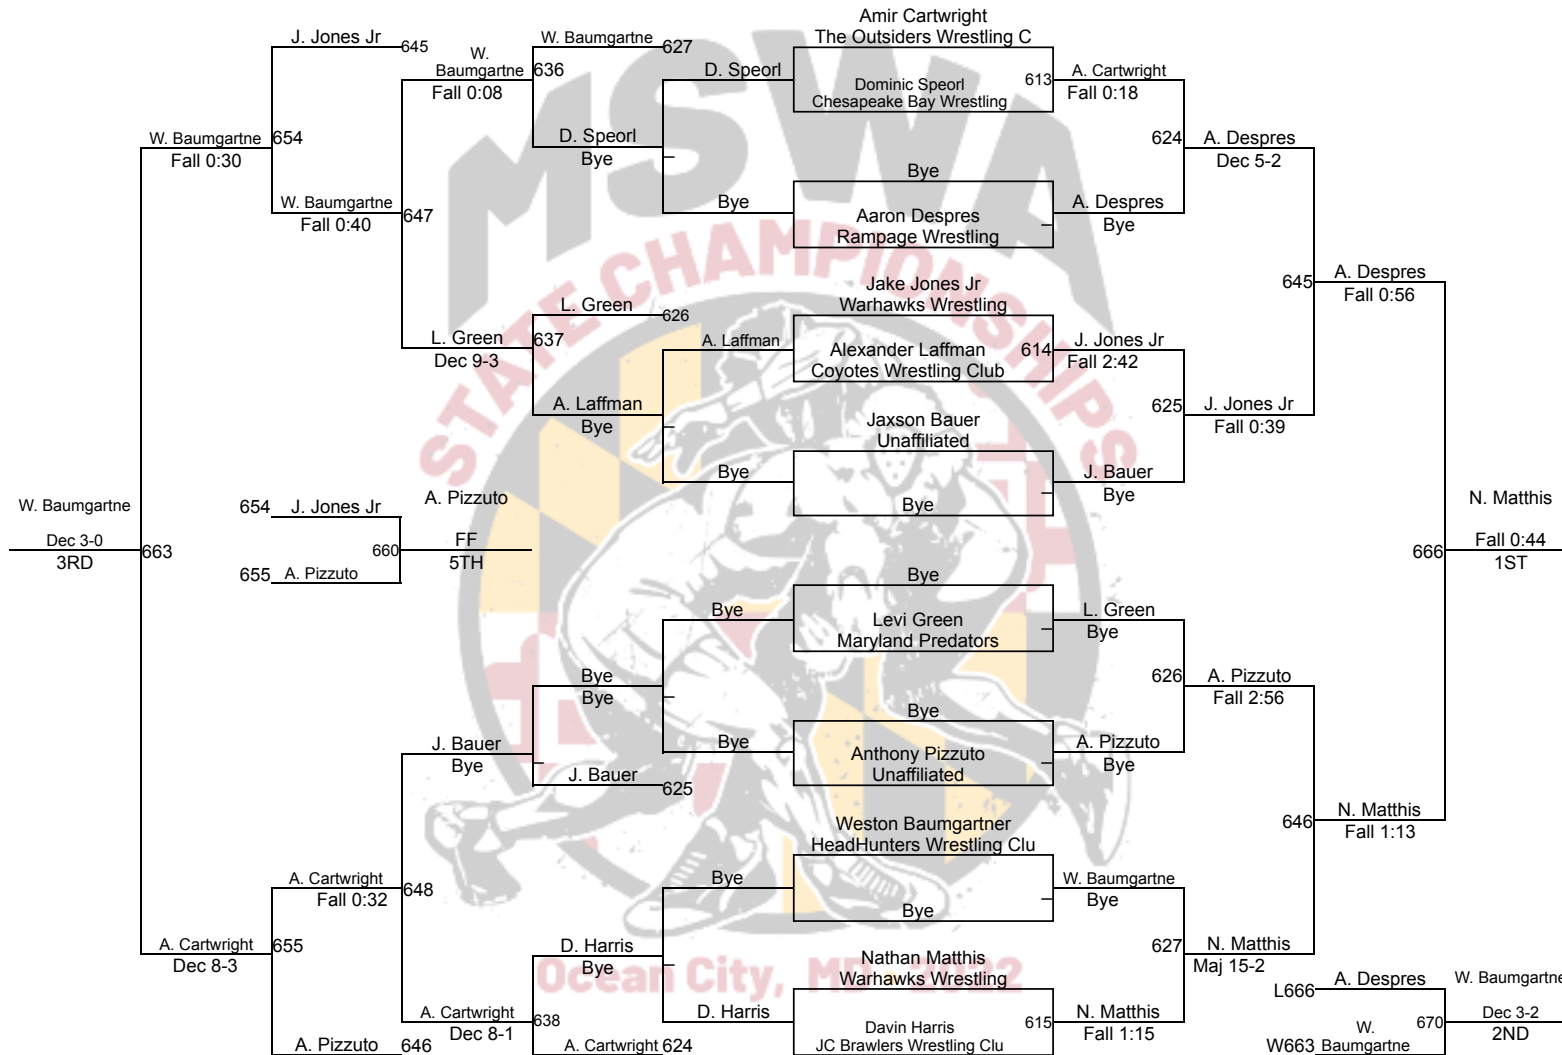 Amir Cartwright
The Outsiders Wrestling C
J. Jones Jr
645
W.
Baumgartne
636
Fall 0:08
W. Baumgartne
627
D. Speorl
Dominic Speorl
Chesapeake Bay Wrestling
613
A. Cartwright
Fall 0:18
W. Baumgartne
654
Fall 0:30
D. Speorl
Bye
624
A. Despres
Dec 5-2
Bye
W. Baumgartne
647
Fall 0:40
Bye
Aaron Despres
Rampage Wrestling
A. Despres
Bye
MSWA
STATE CHAMPIONSHIPS
Jake Jones Jr
Warhawks Wrestling
645
A. Despres
Fall 0:56
L. Green
626
L. Green
637
Dec 9-3
A. Laffman
Alexander Laffman
Coyotes Wrestling Club
614
J. Jones Jr
Fall 2:42
A. Laffman
Bye
Jaxson Bauer
Unaffiliated
625
J. Jones Jr
Fall 0:39
Bye
Bye
J. Bauer
Bye
W. Baumgartne
Dec 3-0
3RD
663
654
J. Jones Jr
A. Pizzuto
660
FF
5TH
655
A. Pizzuto
N. Matthis
666
Fall 0:44
1ST
Bye
Bye
Levi Green
Maryland Predators
L. Green
Bye
Bye
Bye
626
A. Pizzuto
Fall 2:56
Bye
J. Bauer
Bye
Bye
Anthony Pizzuto
Unaffiliated
A. Pizzuto
Bye
J. Bauer
625
Weston Baumgartner
HeadHunters Wrestling Clu
646
N. Matthis
Fall 1:13
A. Cartwright
648
Fall 0:32
Bye
Bye
W. Baumgartne
Bye
A. Cartwright
655
Dec 8-3
D. Harris
Bye
Nathan Matthis
Warhawks Wrestling
627
N. Matthis
Maj 15-2
Ocean City, MD - 2022
A. Cartwright
638
Dec 8-1
D. Harris
Davin Harris
JC Brawlers Wrestling Clu
615
N. Matthis
Fall 1:15
L666
A. Despres
W. Baumgartne
670
Dec 3-2
2ND
W663
W.
Baumgartne
A. Pizzuto
646
A. Cartwright
624